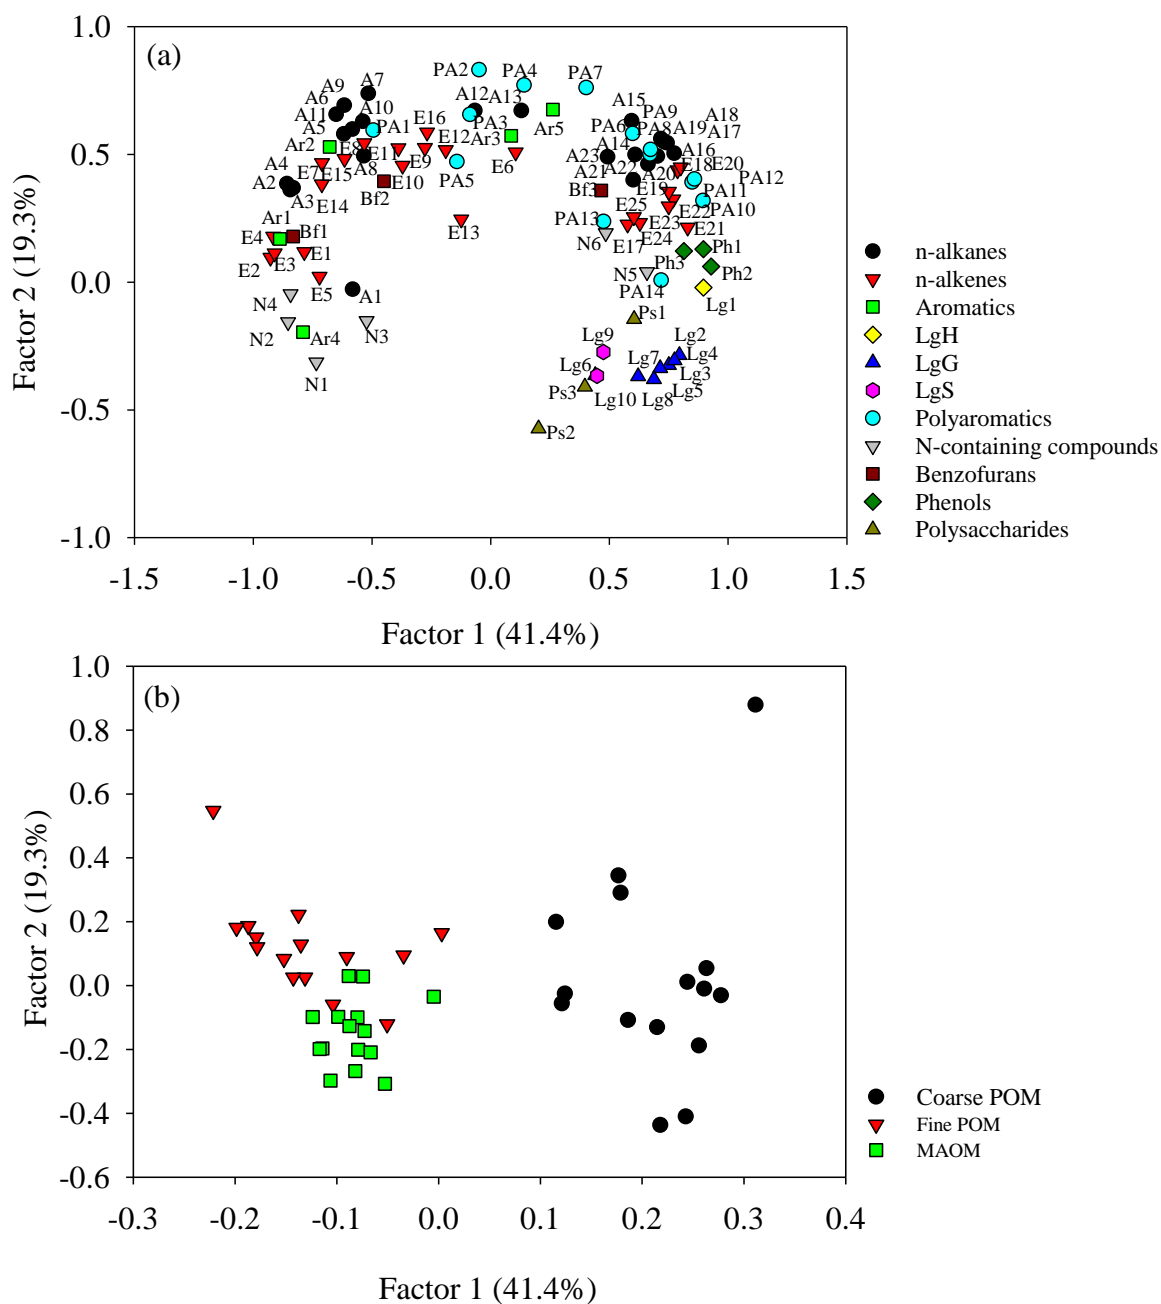 1.0
(a)
PA2
PA4
PA7
A9
A7
A6
A10
A12
A13
A15
PA9
A18
A11
PA1
E16
PA3
Ar5
PA6
PA8
A19
A17
A5
E12
Ar3
A14
A16
0.5
Ar2
E8
E11
E9
E6
A23
A22
E18
E20
A4
E7
E15
A8
E10
PA5
A21
A20
PA12
A2
A3
E14
Bf2
Bf3
E19
PA11
Ar1
Bf1
E13
PA13
E25
E22
PA10
E4
E1
N6
E17
E23
E21
E2
E3
E24
Ph1
0.0
E5
A1
N5
Ph3
Ph2
N4
PA14
Lg1
N2
Ar4
N3
Ps1
Lg9
Lg2
N1
Lg6
Lg7
Lg4
Lg3
Ps3
Lg10
Lg8
Lg5
-0.5
Ps2
-1.0
-1.5
-1.0
-0.5
0.0
0.5
1.0
1.5
Factor 2 (19.3%)
Factor 1 (41.4%)
n-alkanes
n-alkenes
Aromatics
LgH
LgG
LgS
Polyaromatics
N-containing compounds
Benzofurans
Phenols
Polysaccharides
1.0
(b)
0.8
0.6
0.4
0.2
0.0
-0.2
-0.4
-0.6
-0.3
-0.2
-0.1
0.0
0.1
0.2
0.3
0.4
Factor 2 (19.3%)
Factor 1 (41.4%)
Coarse POM
Fine POM
MAOM